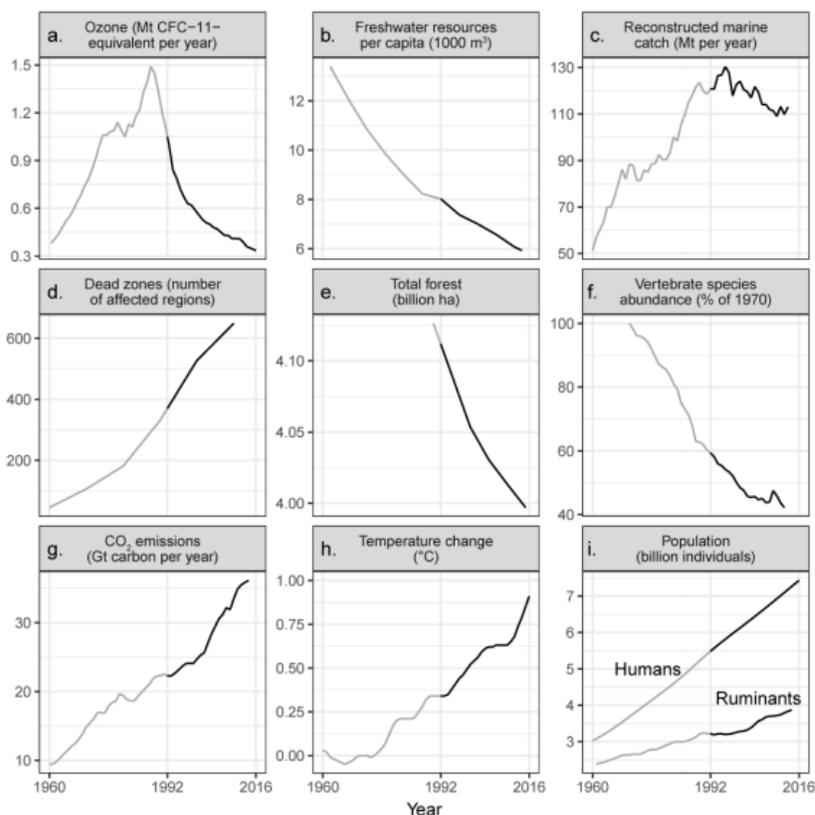 a.
Ozone (Mt CFC−11−
equivalent per year)
b.
Freshwater resources
per capita (1000 m³)
c.
Reconstructed marine
catch (Mt per year)
1.5
1.2
0.9
0.6
0.3
12
10
8
6
130
110
90
70
50
d.
Dead zones (number
of affected regions)
e.
Total forest
(billion ha)
f.
Vertebrate species
abundance (% of 1970)
600
400
200
4.10
4.05
4.00
100
80
60
40
g.
CO₂ emissions
(Gt carbon per year)
h.
Temperature change
(°C)
i.
Population
(billion individuals)
30
20
10
1.00
0.75
0.50
0.25
0.00
7
6
5
4
3
Humans
Ruminants
1960 1992 2016
1960 1992 2016
1960 1992 2016
Year